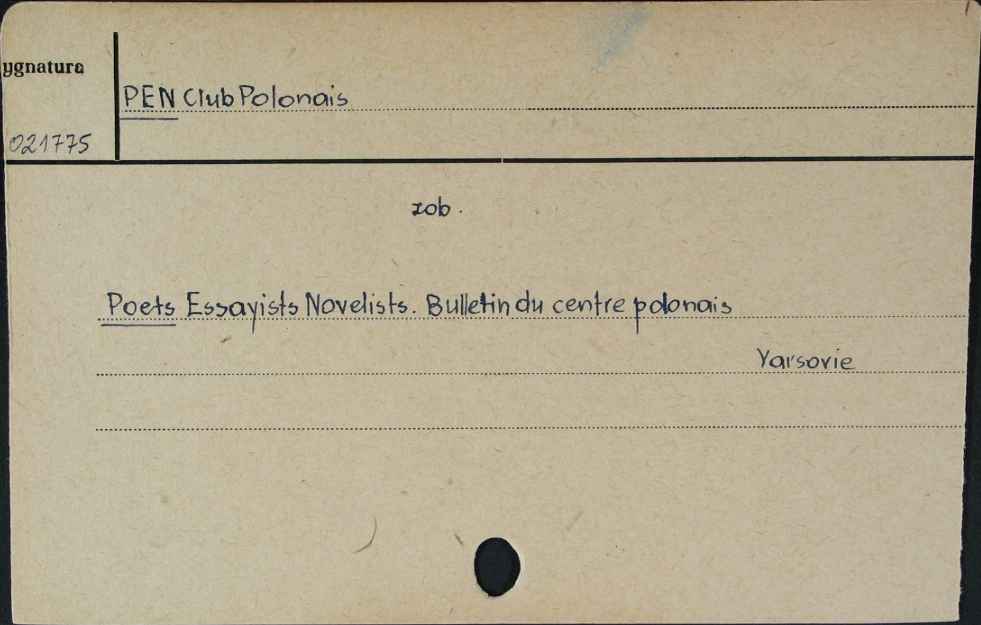 ygnatura
PEN Club Polonais
021775
zob.
Poets Essayists Novelists. Bulletin du centre polonais
Varsovie